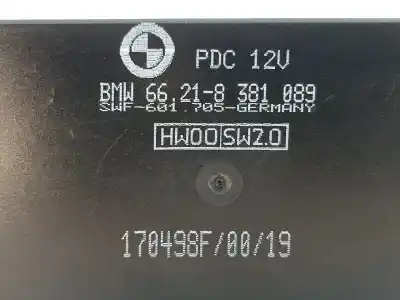 PDC 12V
BMW 66.21-8 381 089
SWF-601.705-GERMANY
HW00 SW2.0
170498F/00/19